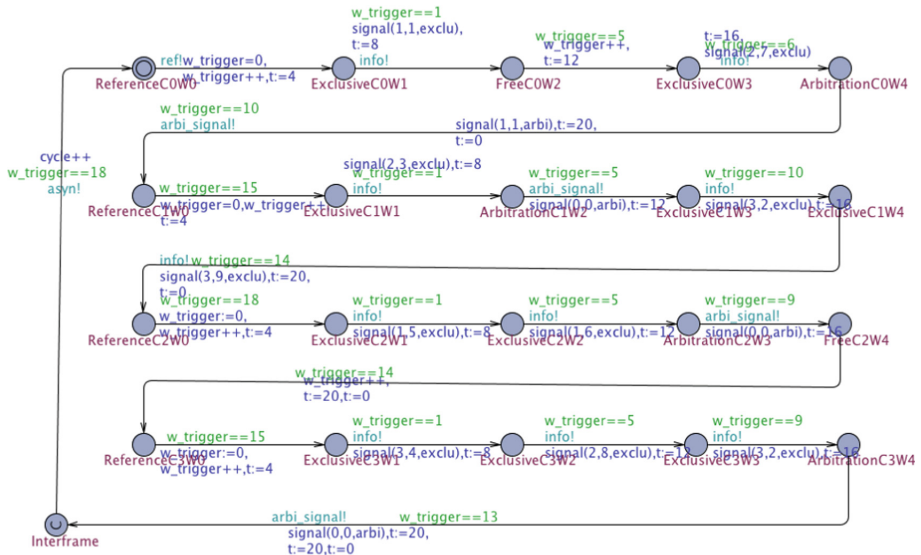 w_trigger==1
signal(1,1,exclu),
t:=8
info!
ref!
w_trigger=0,
w_trigger++,t:=4
w_trigger==5
w_trigger++,
t:=12
t:=16,
w_trigger==6
signal(2,7,exclu)
info!
ReferenceC0W0
ExclusiveC0W1
FreeC0W2
ExclusiveC0W3
ArbitrationC0W4
w_trigger==10
arbi_signal!
signal(1,1,arbi),t:=20,
t:=0
cycle++
w_trigger==18
asyn!
signal(2,3,exclu),t:=8
w_trigger==15
w_trigger=0,w_trigger++
t:=4
w_trigger==1
info!
w_trigger==5
arbi_signal!
signal(0,0,arbi),t:=12
w_trigger==10
info!
signal(3,2,exclu),t:=16
ReferenceC1W0
ExclusiveC1W1
ArbitrationC1W2
ExclusiveC1W3
ExclusiveC1W4
info! w_trigger==14
signal(3,9,exclu),t:=20,
t:=0
w_trigger==18
w_trigger:=0,
w_trigger++,t:=4
w_trigger==1
info!
signal(1,5,exclu),t:=8
w_trigger==5
info!
signal(1,6,exclu),t:=12
w_trigger==9
arbi_signal!
signal(0,0,arbi),t:=16
ReferenceC2W0
ExclusiveC2W1
ExclusiveC2W2
ArbitrationC2W3
FreeC2W4
w_trigger==14
w_trigger++,
t:=20,t:=0
w_trigger==15
w_trigger:=0,
w_trigger++,t:=4
w_trigger==1
info!
signal(3,4,exclu),t:=8
w_trigger==5
info!
signal(2,8,exclu),t:=12
w_trigger==9
info!
signal(3,2,exclu),t:=16
ReferenceC3W0
ExclusiveC3W1
ExclusiveC3W2
ExclusiveC3W3
ArbitrationC3W4
arbi_signal!
w_trigger==13
signal(0,0,arbi),t:=20,
t:=20,t:=0
Interframe